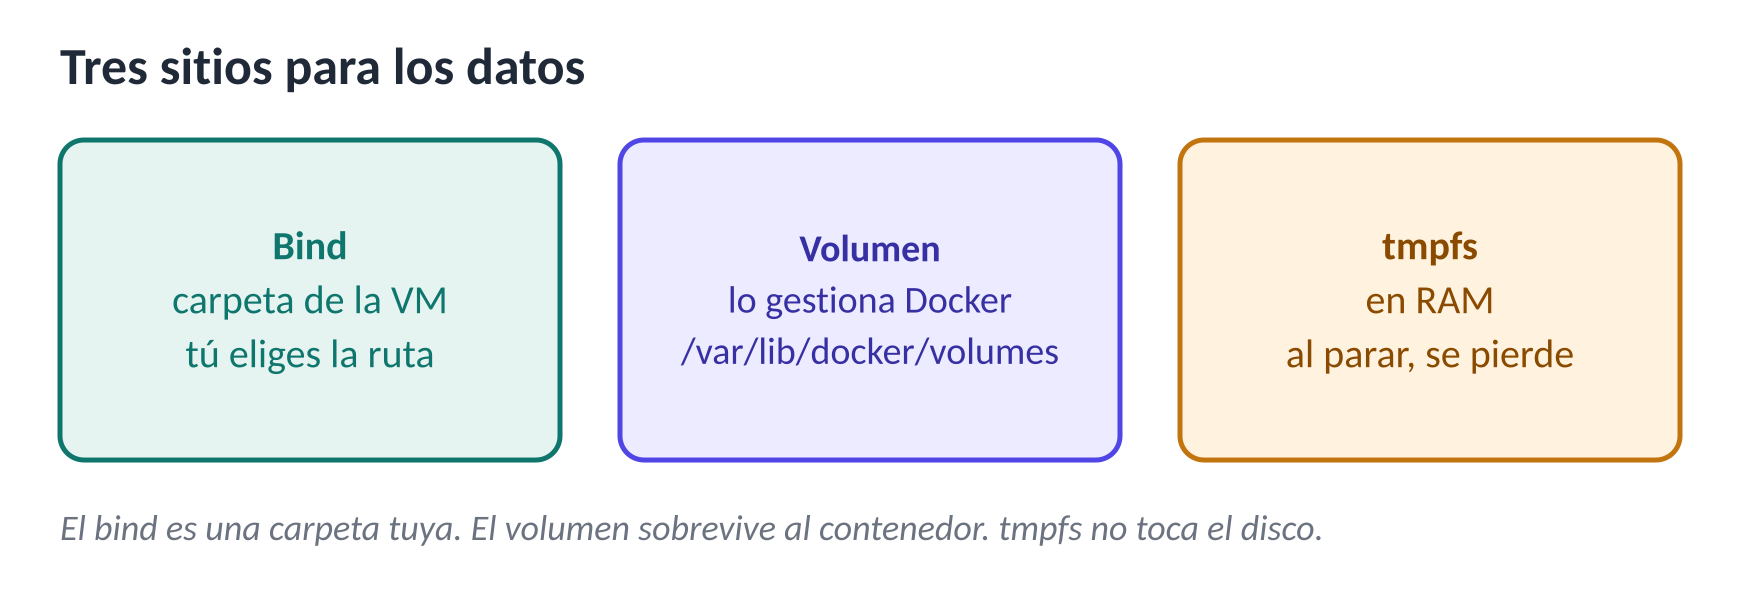 Tres sitios para los datos
Bind
carpeta de la VM
tú eliges la ruta
Volumen
lo gestiona Docker
/var/lib/docker/volumes
tmpfs
en RAM
al parar, se pierde
El bind es una carpeta tuya. El volumen sobrevive al contenedor. tmpfs no toca el disco.